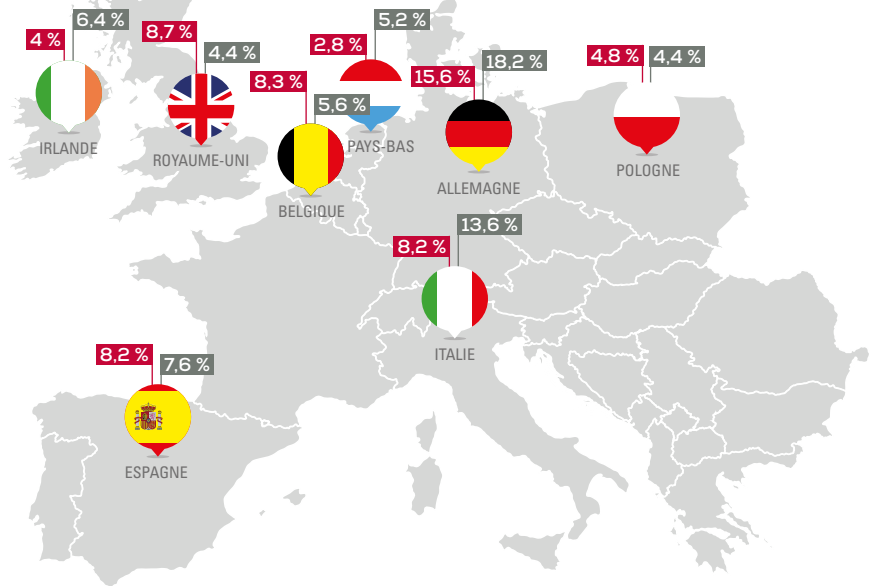 6,4 %
4 %
IRLANDE
8,7 %
4,4 %
ROYAUME-UNI
8,3 %
5,6 %
BELGIQUE
5,2 %
2,8 %
PAYS-BAS
15,6 %
18,2 %
ALLEMAGNE
4,8 %
4,4 %
POLOGNE
13,6 %
8,2 %
ITALIE
8,2 %
7,6 %
ESPAGNE